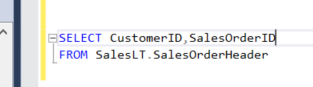 SELECT CustomerID,SalesOrderID
FROM SalesLT.SalesOrderHeader